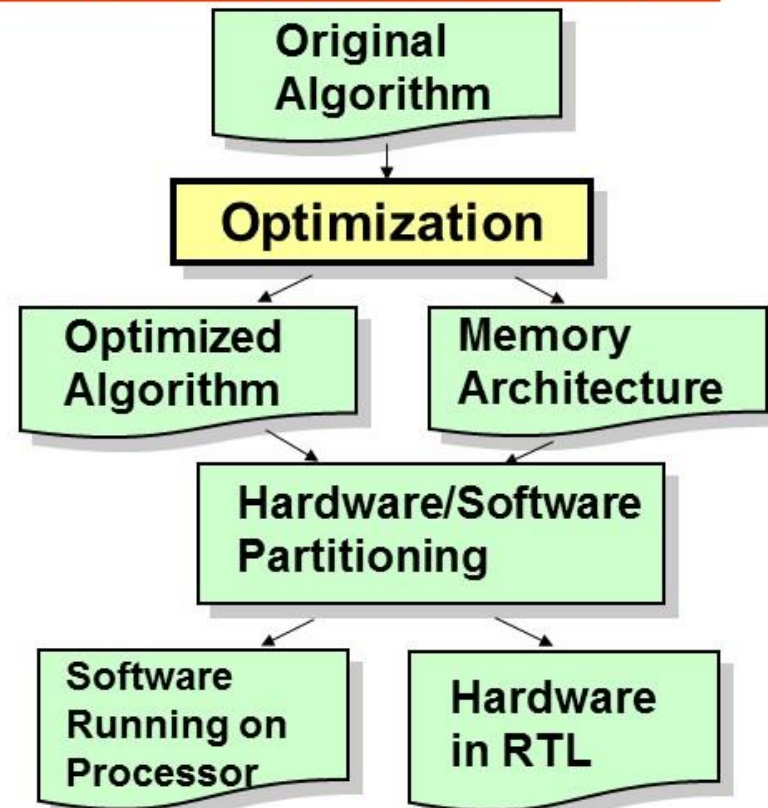 Original
Algorithm
Optimization
Optimized
Algorithm
Memory
Architecture
Hardware/Software
Partitioning
Software
Running on
Processor
Hardware
in RTL